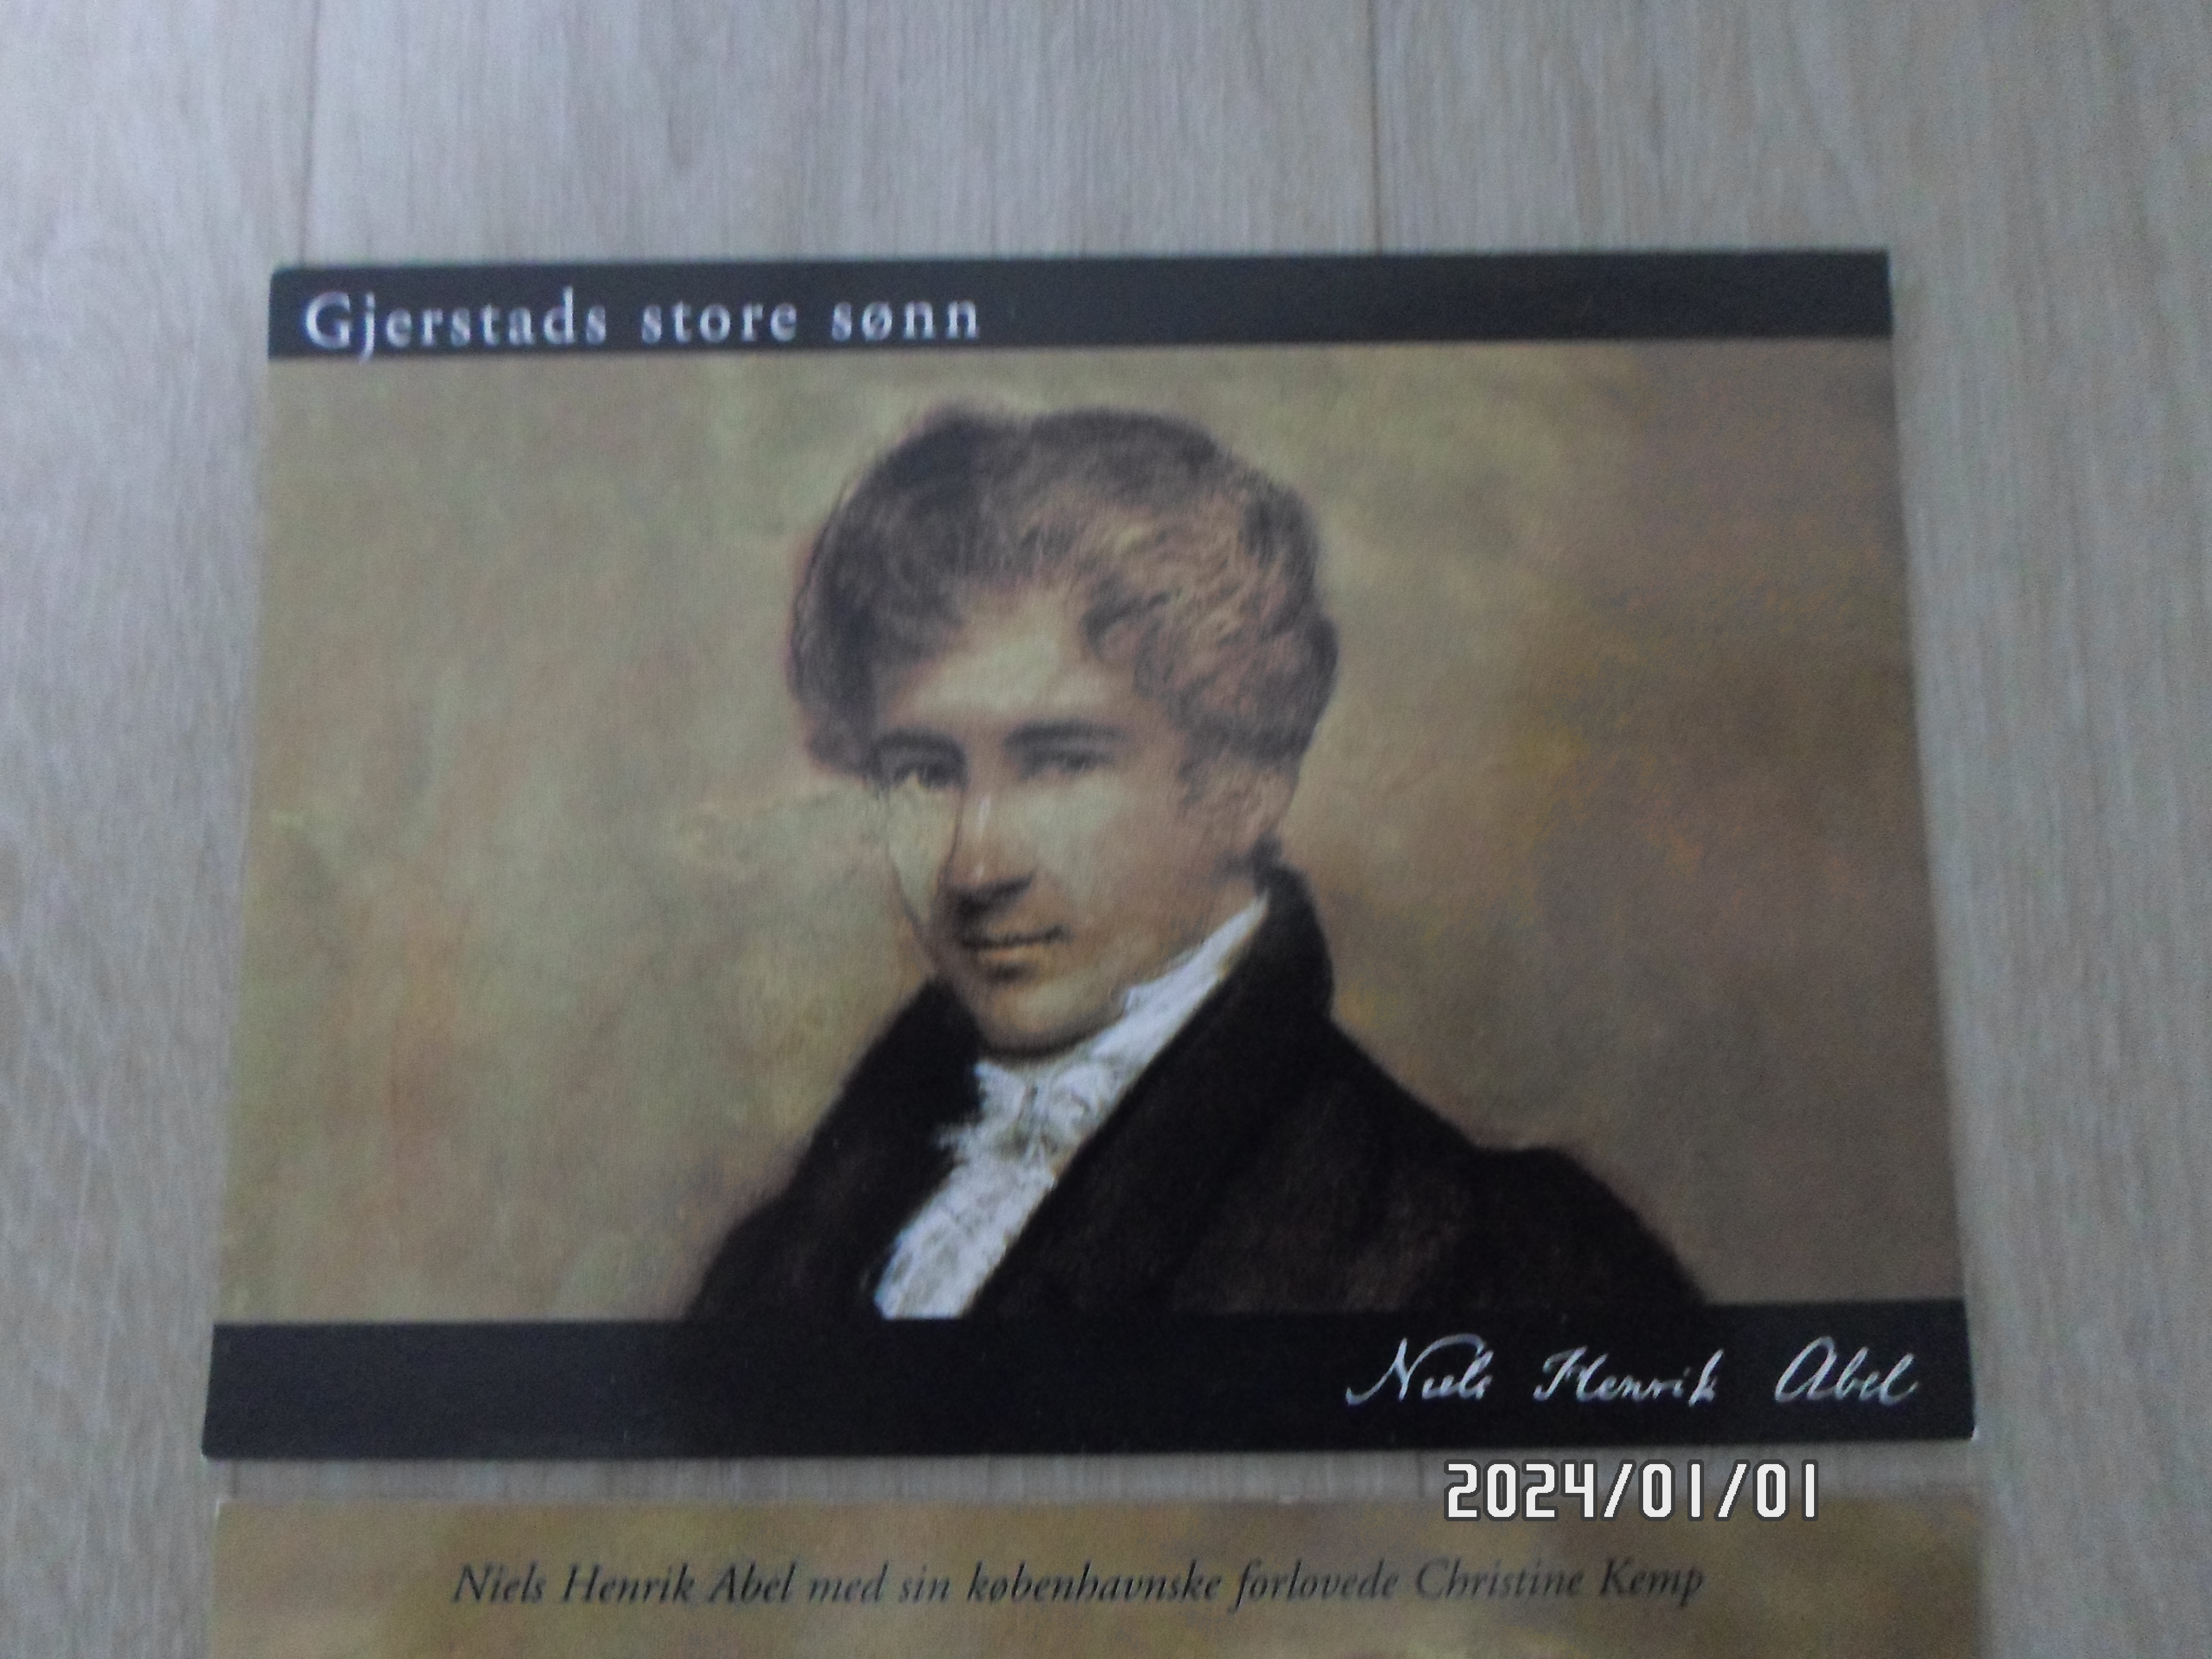 Gjerstads store sønn
Niels Henrik Abel
2024/01/01
Niels Henrik Abel med sin københavnske forlovede Christine Kemp